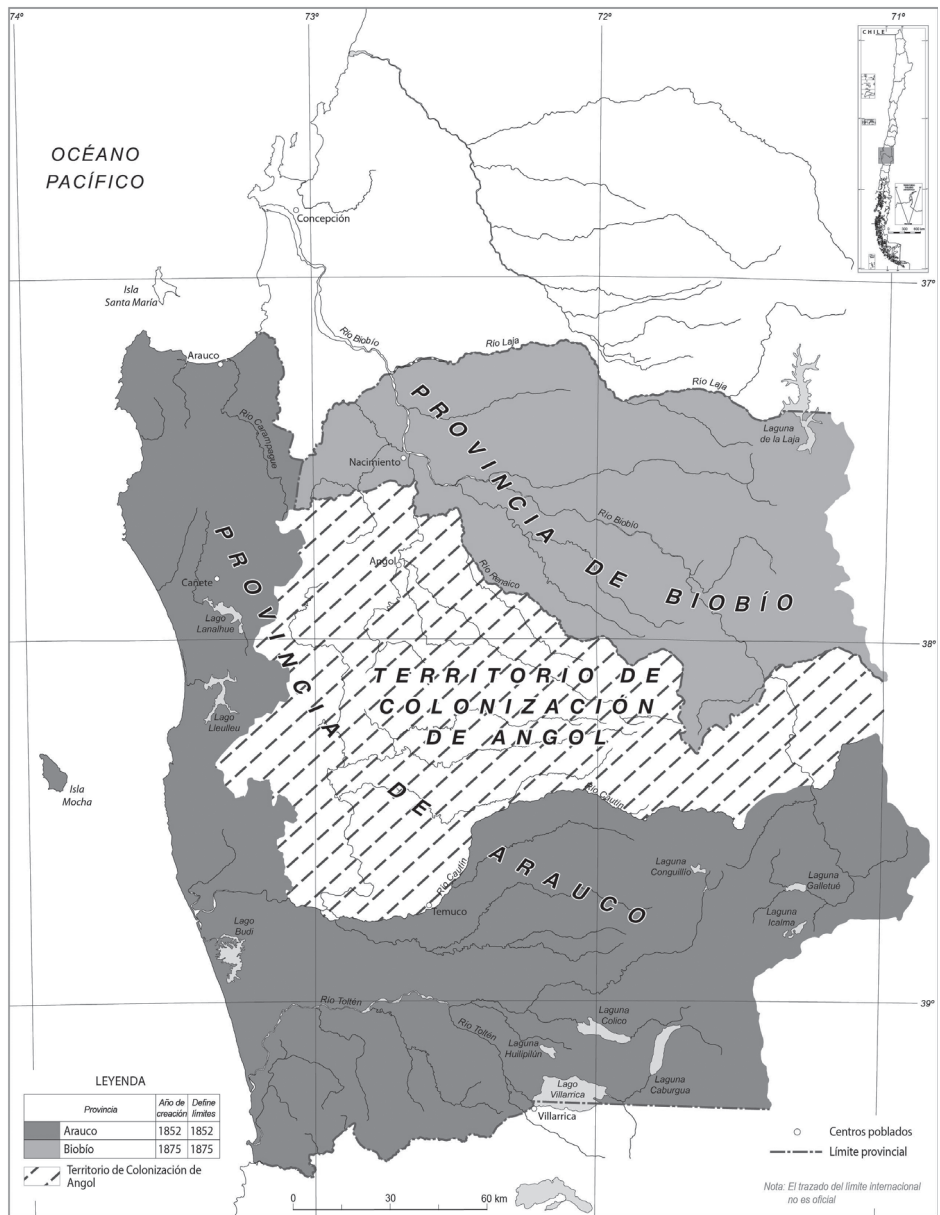 74°
73°
72°
71°
CHILE
OCÉANO
PACÍFICO
Concepción
37°
Isla
Santa María
Río Biobío
Río Laja
Arauco
Río Laja
Río Carampague
Laguna
de la Laja
Nacimiento
PROVINCIA DE BIOBÍO
Río Biobío
Angol
Río Renaico
Cañete
Lago
Lanalhue
38°
TERRITORIO DE
COLONIZACIÓN
DE ANGOL
Lago
Lleulleu
Isla
Mocha
PROVINCIA DE ARAUCO
Río Cautín
Río Cautín
Laguna
Conguillío
Laguna
Galletué
Laguna
Icalma
Temuco
Lago
Budi
39°
Río Toltén
Río Toltén
Laguna
Colico
Laguna
Huilipilún
Laguna
Caburgua
Lago
Villarrica
Villarrica
LEYENDA
Provincia Año de creación Define límites
Arauco 1852 1852
Biobío 1875 1875
Territorio de Colonización de
Angol
0 30 60 km
Centros poblados
Límite provincial
Nota: El trazado del límite internacional
no es oficial